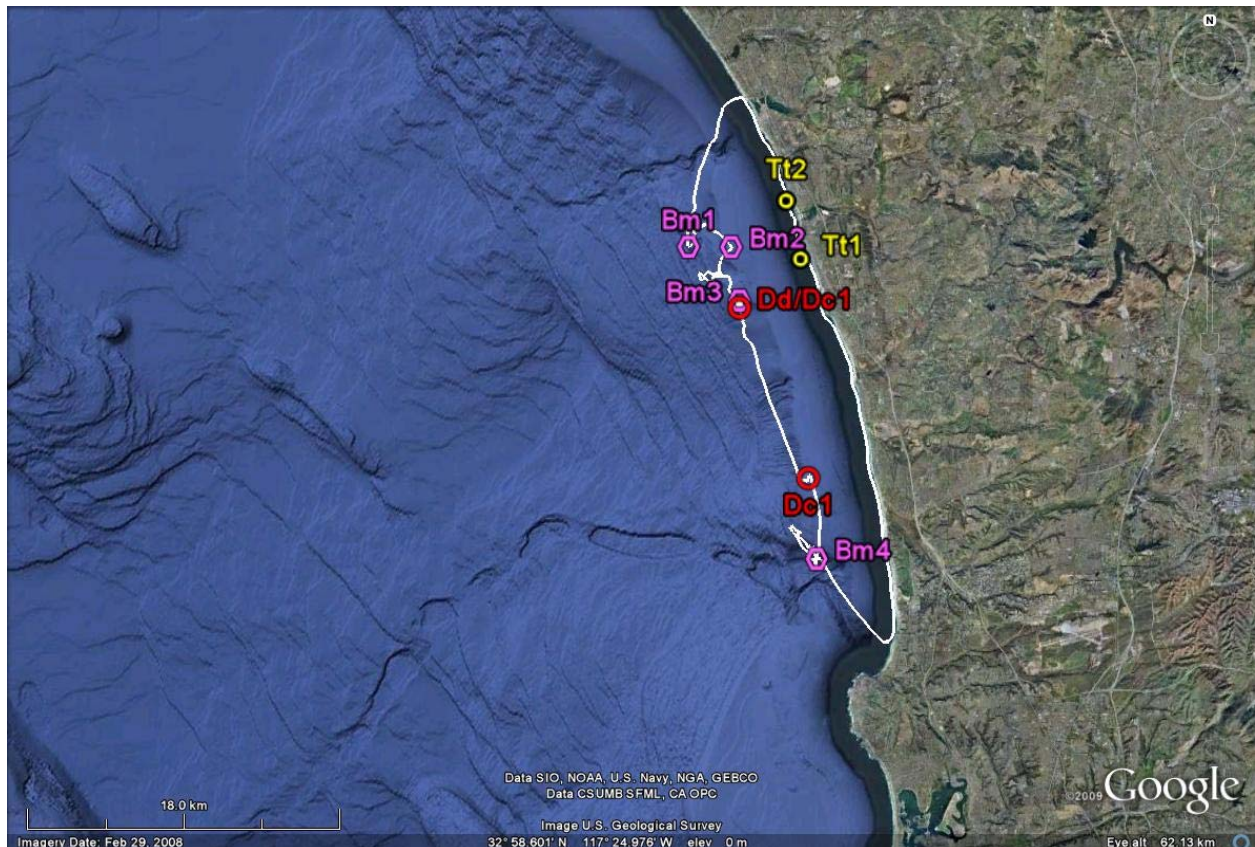 N
Tt2
Bm1
Bm2
Tt1
Bm3
Dd/Dc1
Dc1
Bm4
Data SIO, NOAA, U.S. Navy, NGA, GEBCO
Data CSUMB SFML, CA OPC
18.0 km
©2009 Google
Image U.S. Geological Survey
Imagery Date: Feb 29, 2008 32° 58.601' N 117° 24.976' W elev 0 m Eye alt 62.13 km